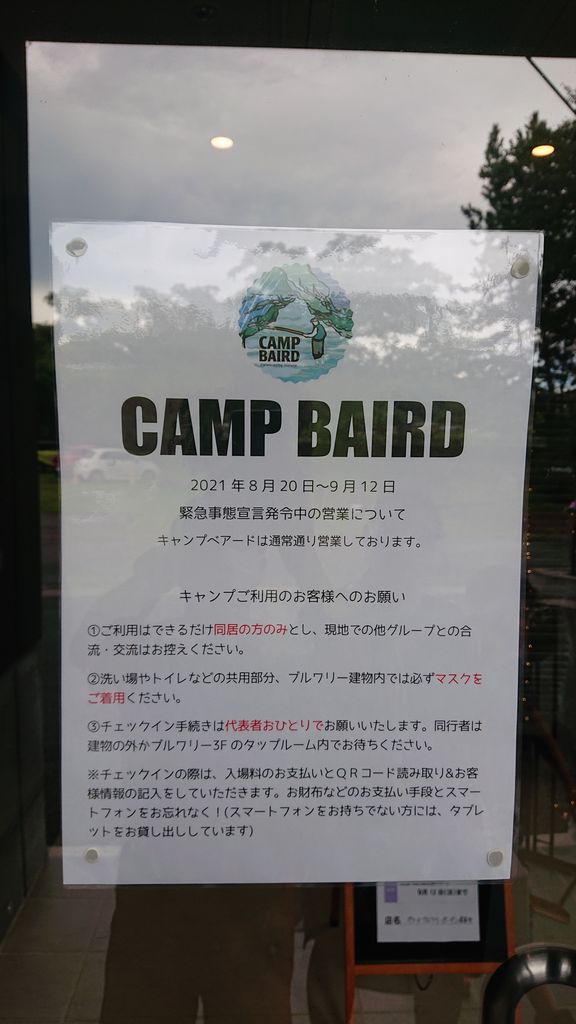 CAMP
BAIRD
CAMP BAIRD
2021年8月20日～9月12日
緊急事態宣言発令中の営業について
キャンプベアードは通常通り営業しております。
キャンプご利用のお客様へのお願い
①ご利用はできるだけ同居の方のみとし、現地での他グループとの合
流・交流はお控えください。
②洗い場やトイレなどの共用部分、ブルワリー建物内では必ずマスクを
ご着用ください。
③チェックイン手続きは代表者おひとりでお願いいたします。同行者は
建物の外かブルワリー3Fのタップルーム内でお待ちください。
※チェックインの際は、入場料のお支払いとQRコード読み取り&お客
様情報の記入をしていただきます。お財布などのお支払い手段とスマー
トフォンをお忘れなく！(スマートフォンをお持ちでない方には、タブレ
ットをお貸し出ししています)
店名